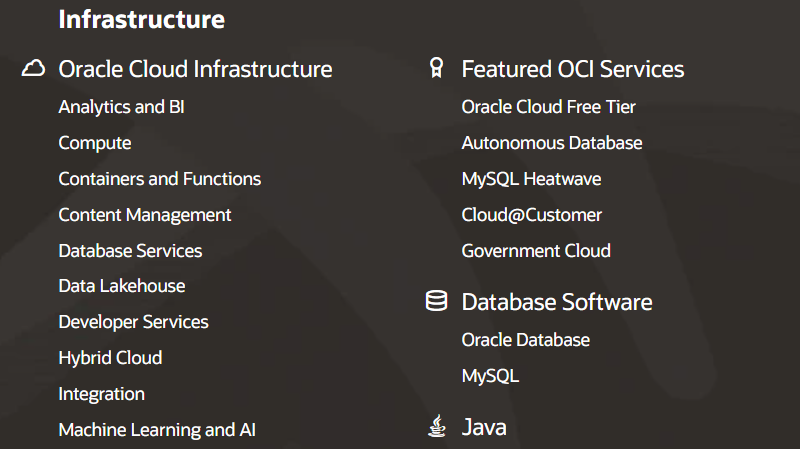 Infrastructure
Oracle Cloud Infrastructure
Analytics and BI
Compute
Containers and Functions
Content Management
Database Services
Data Lakehouse
Developer Services
Hybrid Cloud
Integration
Machine Learning and AI
Featured OCI Services
Oracle Cloud Free Tier
Autonomous Database
MySQL Heatwave
Cloud@Customer
Government Cloud
Database Software
Oracle Database
MySQL
Java